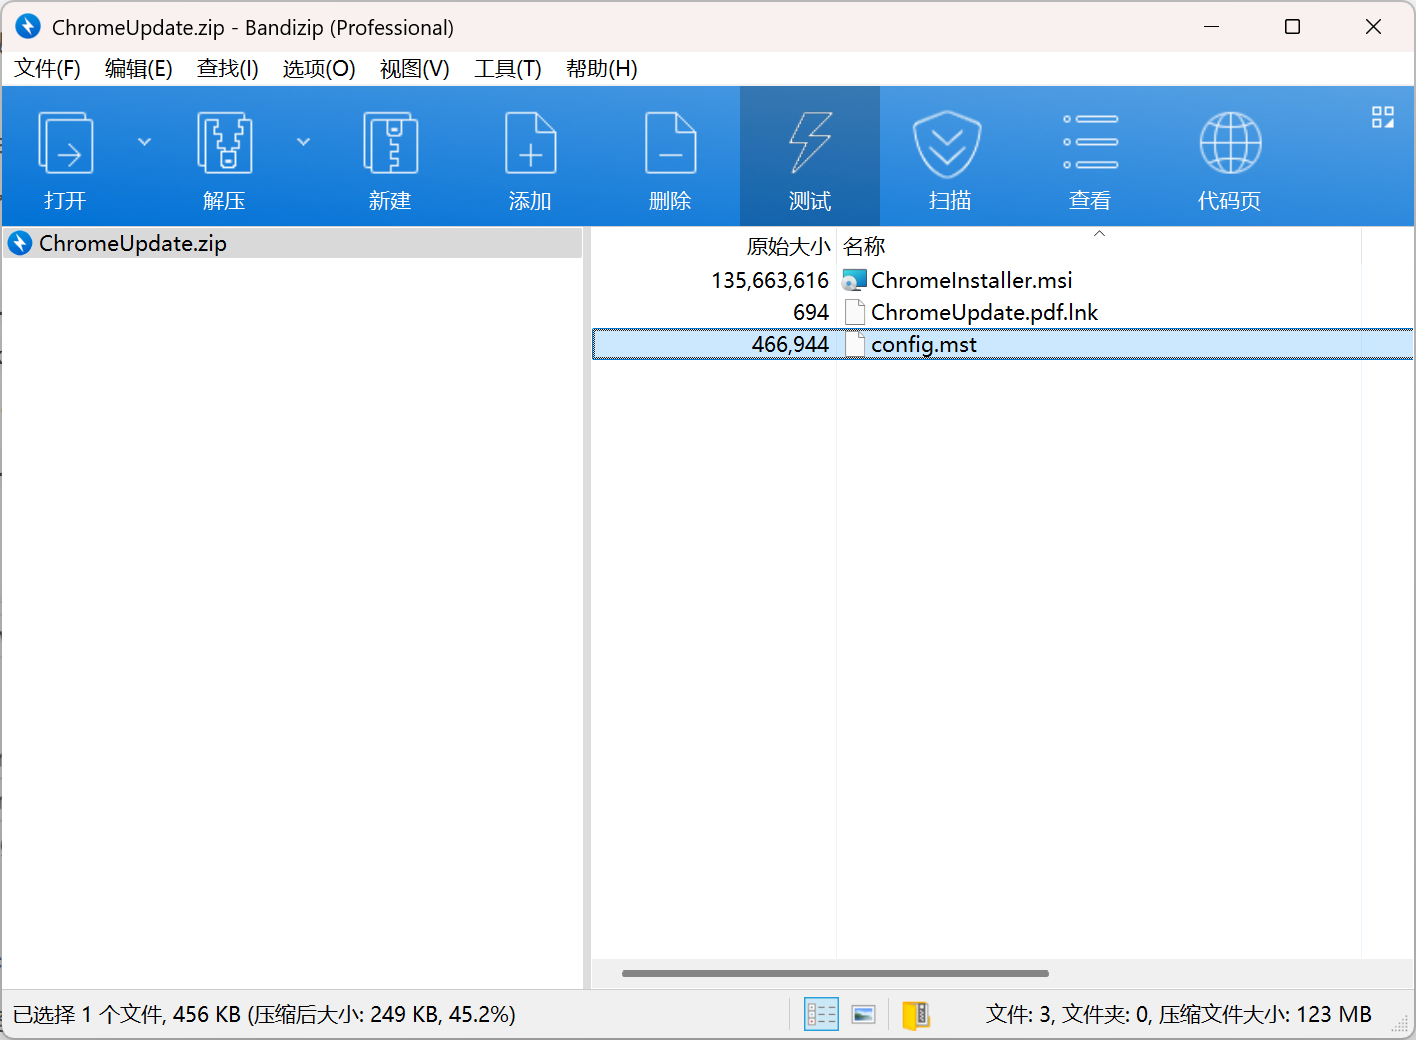 ChromeUpdate.zip - Bandizip (Professional)
文件(F) 编辑(E) 查找(I) 选项(O) 视图(V) 工具(T) 帮助(H)
打开 解压 新建 添加 删除 测试 扫描 查看 代码页
ChromeUpdate.zip
原始大小 名称
135,663,616 ChromeInstaller.msi
694 ChromeUpdate.pdf.lnk
466,944 config.mst
已选择 1 个文件, 456 KB (压缩后大小: 249 KB, 45.2%)
文件: 3, 文件夹: 0, 压缩文件大小: 123 MB